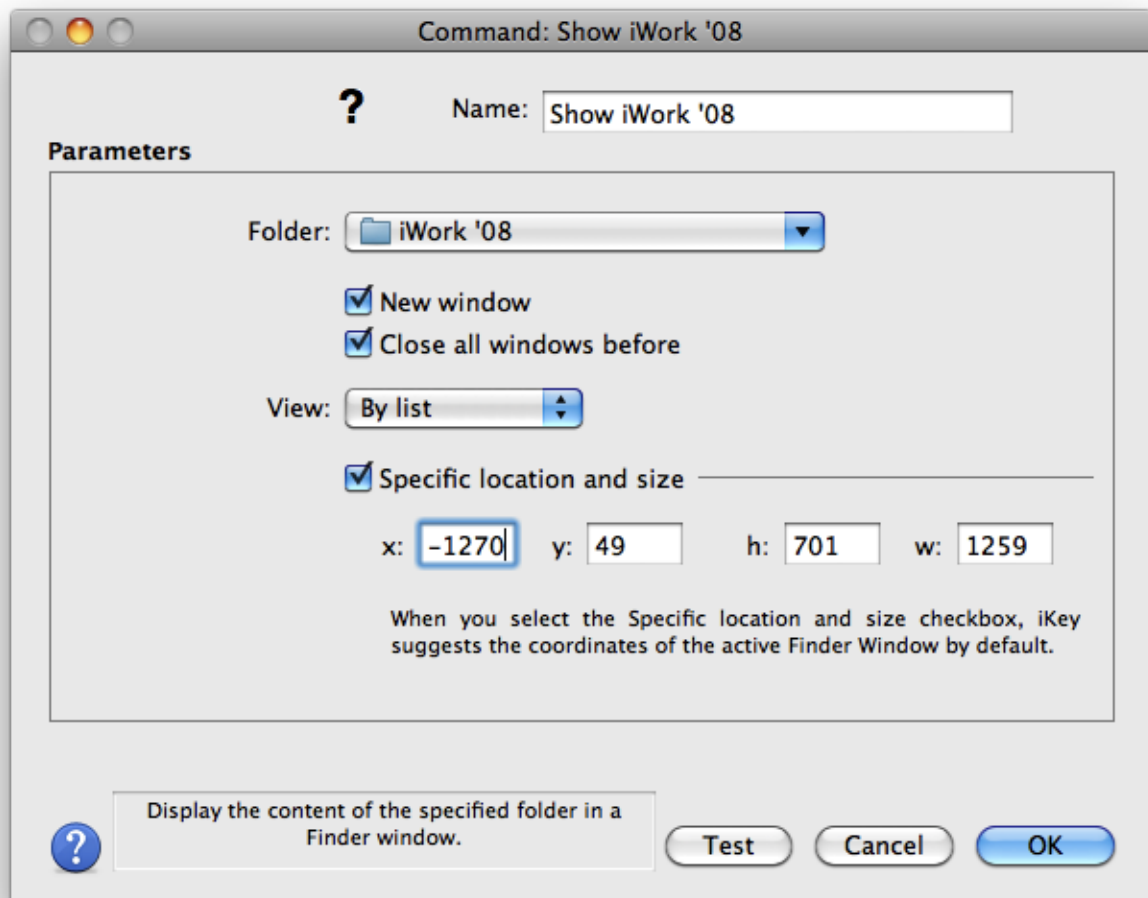 Command: Show iWork '08
? Name: Show iWork '08
Parameters
Folder: iWork '08
New window
Close all windows before
View: By list
Specific location and size
x: -1270 y: 49 h: 701 w: 1259
When you select the Specific location and size checkbox, iKey
suggests the coordinates of the active Finder Window by default.
Display the content of the specified folder in a
Finder window.
? Test Cancel OK